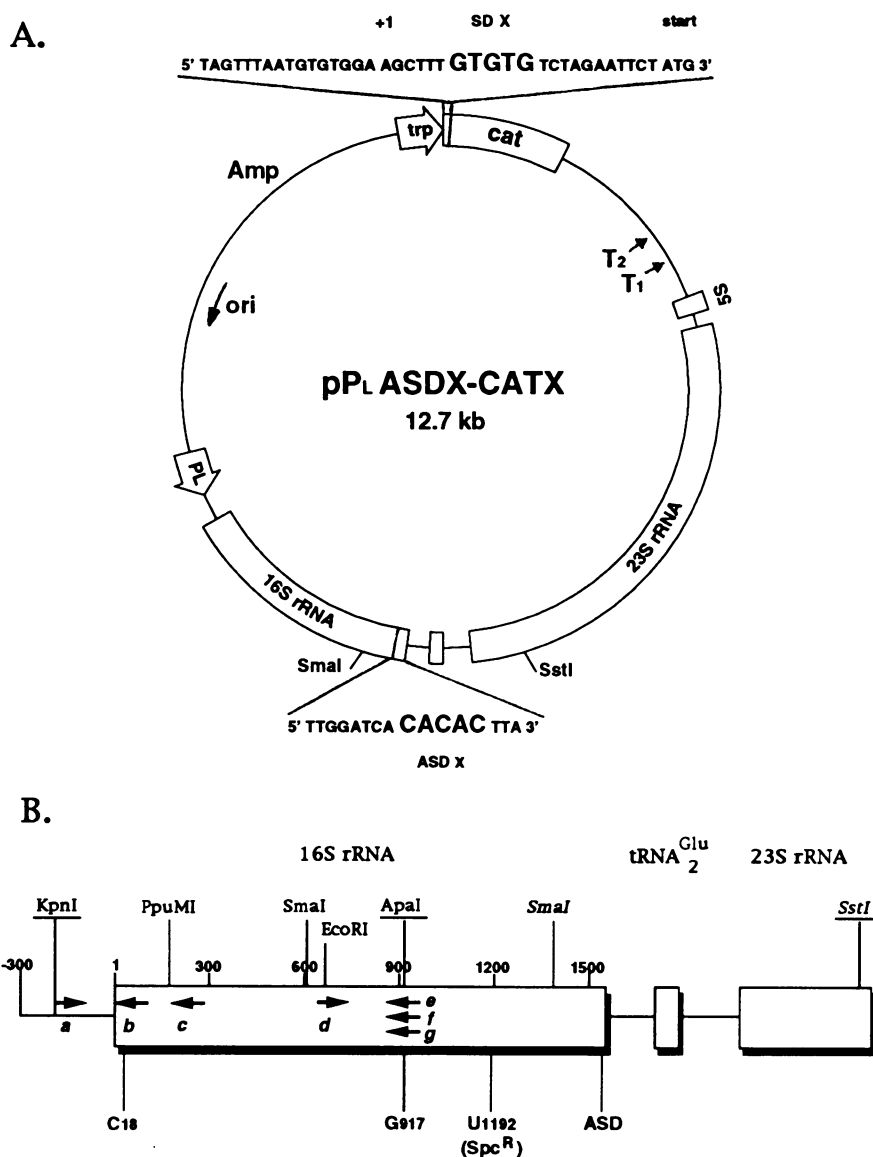 A.
+1 SD X start
5' TAGTTTAATGTGTGGA AGCTTT GTGTG TCTAGAATTCT ATG 3'
trp
cat
Amp
T2
T1
ori
5S
pPL ASDX-CATX
12.7 kb
PL
23S rRNA
16S rRNA
SmaI
SstI
5' TTGGATCA CACAC TTA 3'
ASD X
B.
16S rRNA tRNA2Glu 23S rRNA
KpnI PpuMI SmaI ApaI SmaI SstI
EcoRI
-300 1 300 600 900 1200 1500
a b c d e
f
g
C18 G917 U1192 ASD
(SpcR)